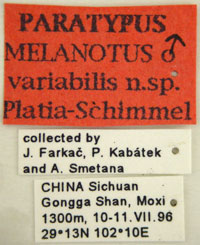 PARATYPUS
MELANOTUS ♂
variabilis n.sp.
Platia-Schimmel
collected by
J. Farkač, P. Kabátek
and A. Smetana
CHINA Sichuan
Gongga Shan, Moxi
1300m, 10-11.VII.96
29°13N 102°10E